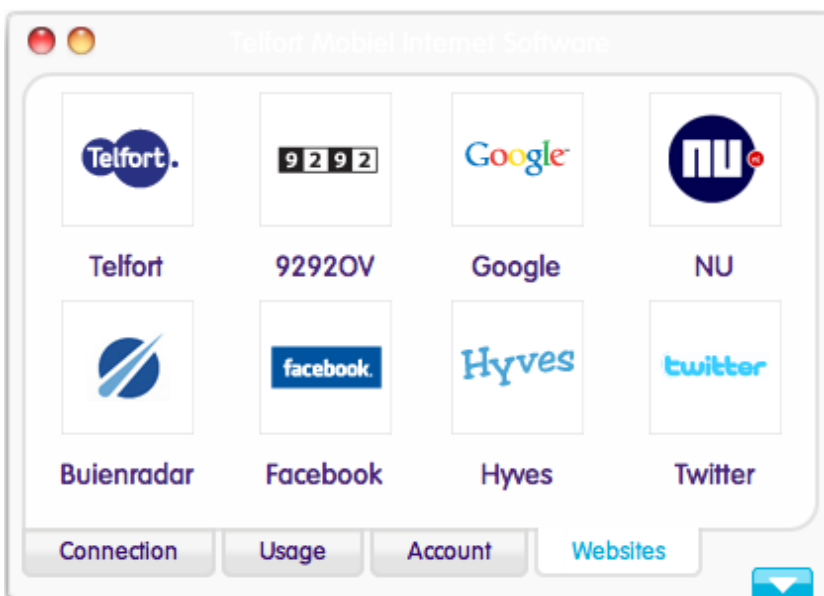 Telfort Mobiel Internet Software
Telfort.
9292
Google
NU nl
Telfort
9292OV
Google
NU
facebook.
Hyves
twitter
Buienradar
Facebook
Hyves
Twitter
Connection
Usage
Account
Websites